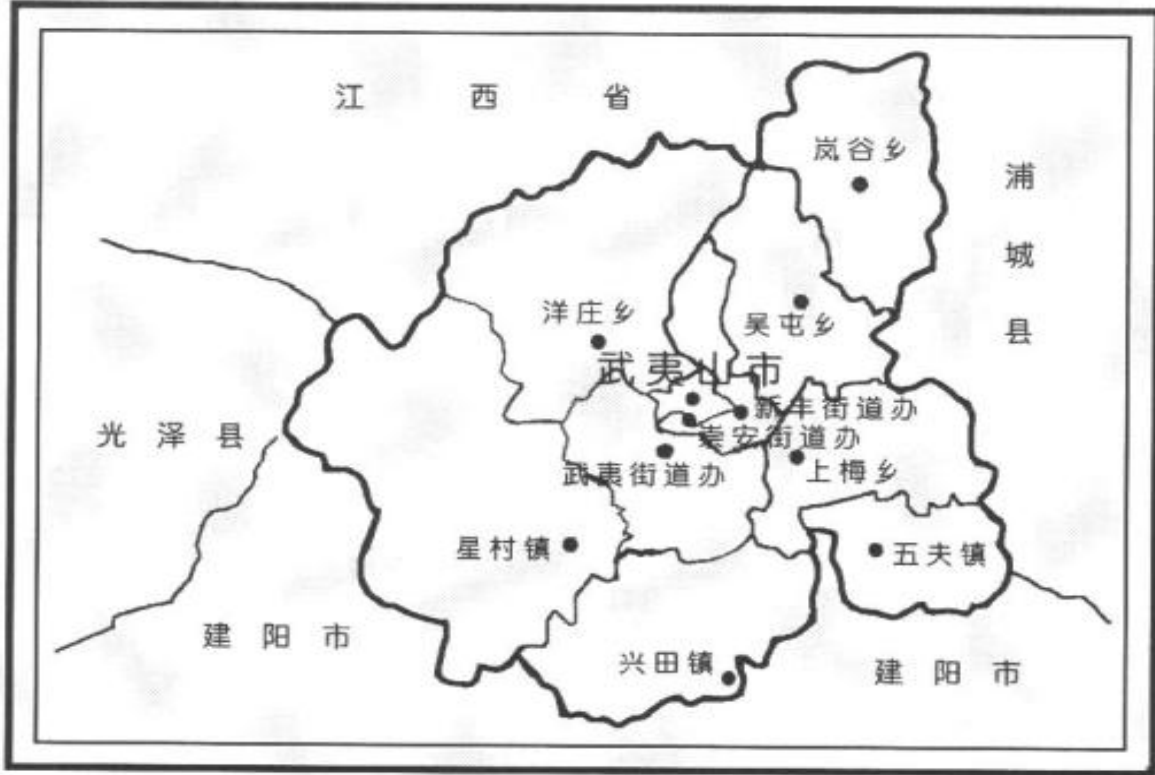 江西省
岚谷乡
浦城县
洋庄乡
吴屯乡
武夷山市
新丰街道办
崇安街道办
光泽县
武夷街道办
上梅乡
星村镇
五夫镇
建阳市
兴田镇
建阳市